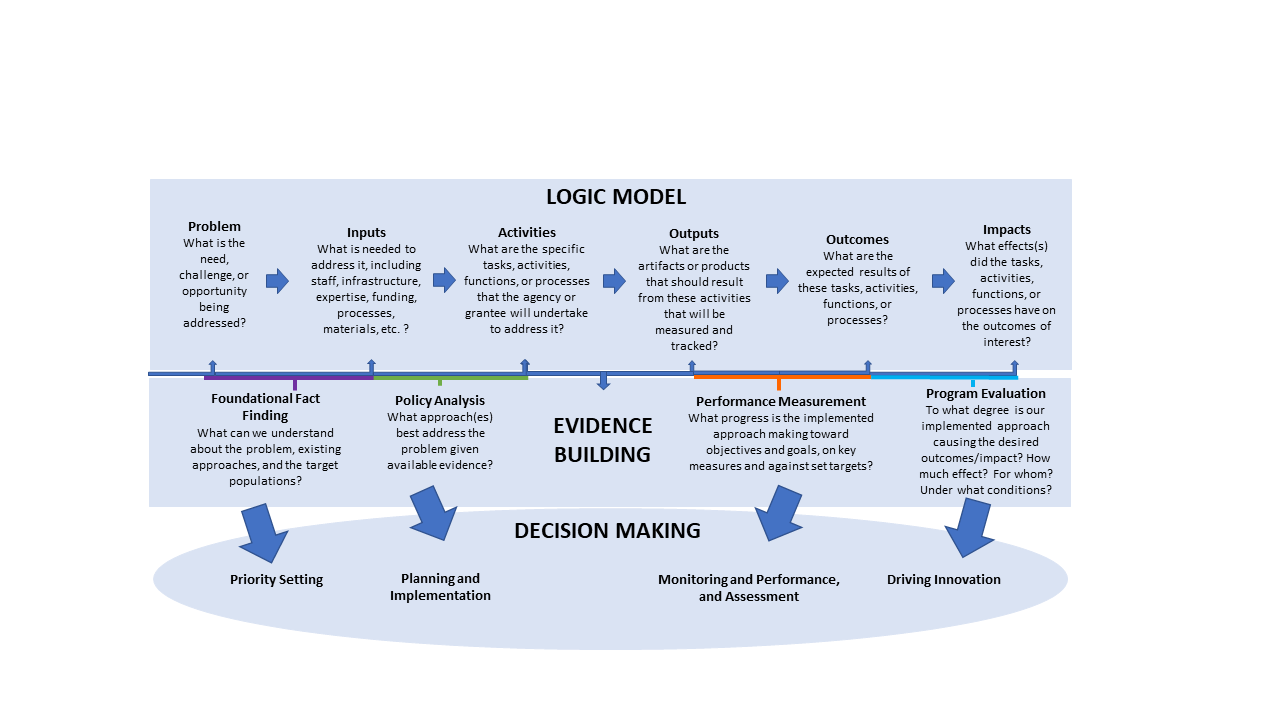 LOGIC MODEL
Problem
What is the
need,
challenge, or
opportunity
being
addressed?
Inputs
What is needed to
address it, including
staff, infrastructure,
expertise, funding,
processes,
materials, etc. ?
Activities
What are the specific
tasks, activities,
functions, or processes
that the agency or
grantee will undertake
to address it?
Outputs
What are the
artifacts or products
that should result
from these activities
that will be
measured and
tracked?
Outcomes
What are the
expected results of
these tasks, activities,
functions, or
processes?
Impacts
What effects(s)
did the tasks,
activities,
functions, or
processes have on
the outcomes of
interest?
Foundational Fact
Finding
What can we understand
about the problem, existing
approaches, and the target
populations?
Policy Analysis
What approach(es)
best address the
problem given
available evidence?
EVIDENCE
BUILDING
Performance Measurement
What progress is the implemented
approach making toward
objectives and goals, on key
measures and against set targets?
Program Evaluation
To what degree is our
implemented approach
causing the desired
outcomes/impact? How
much effect? For whom?
Under what conditions?
DECISION MAKING
Priority Setting
Planning and
Implementation
Monitoring and Performance,
and Assessment
Driving Innovation